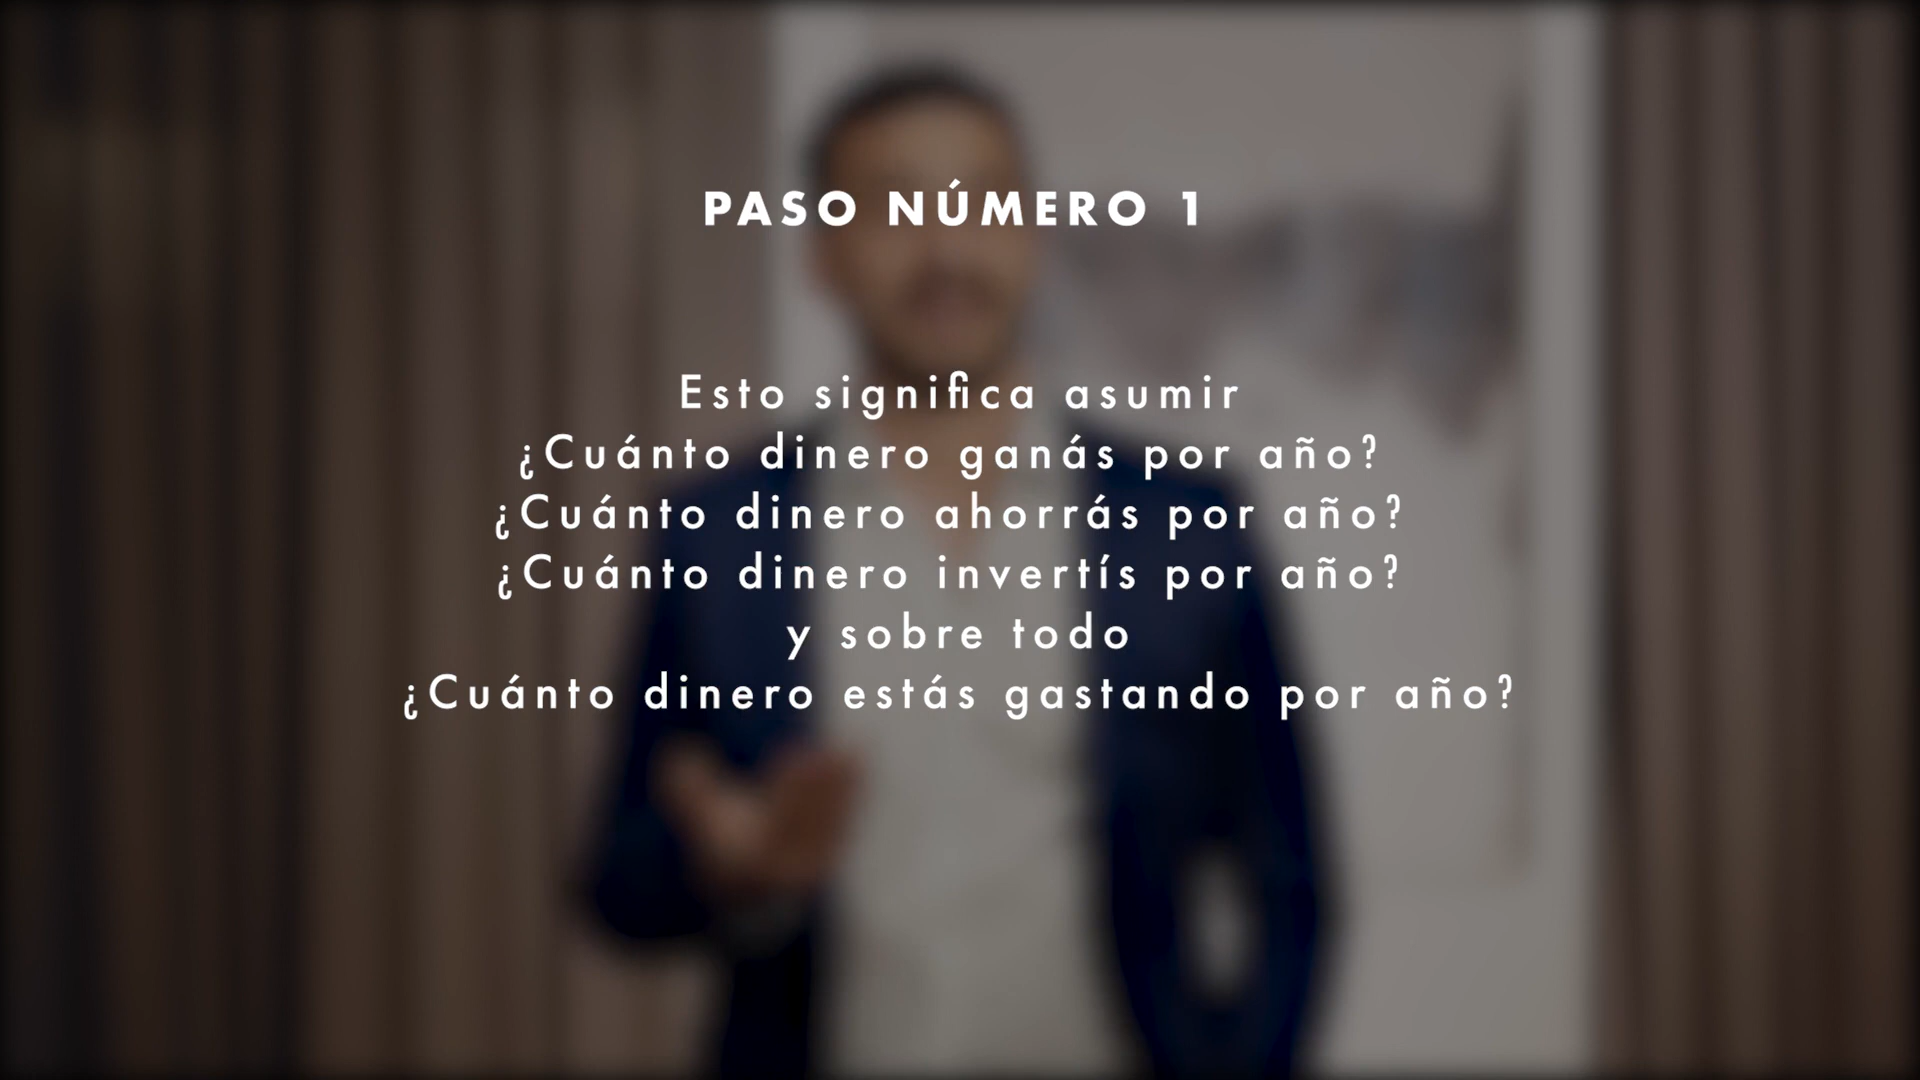 PASO NÚMERO 1
Esto significa asumir
¿Cuánto dinero ganás por año?
¿Cuánto dinero ahorrás por año?
¿Cuánto dinero invertís por año?
y sobre todo
¿Cuánto dinero estás gastando por año?